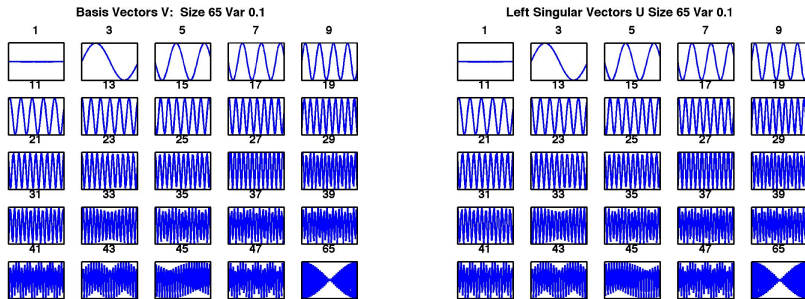 Basis Vectors V: Size 65 Var 0.1
1 3 5 7 9
11 13 15 17 19
21 23 25 27 29
31 33 35 37 39
41 43 45 47 65
Left Singular Vectors U Size 65 Var 0.1
1 3 5 7 9
11 13 15 17 19
21 23 25 27 29
31 33 35 37 39
41 43 45 47 65